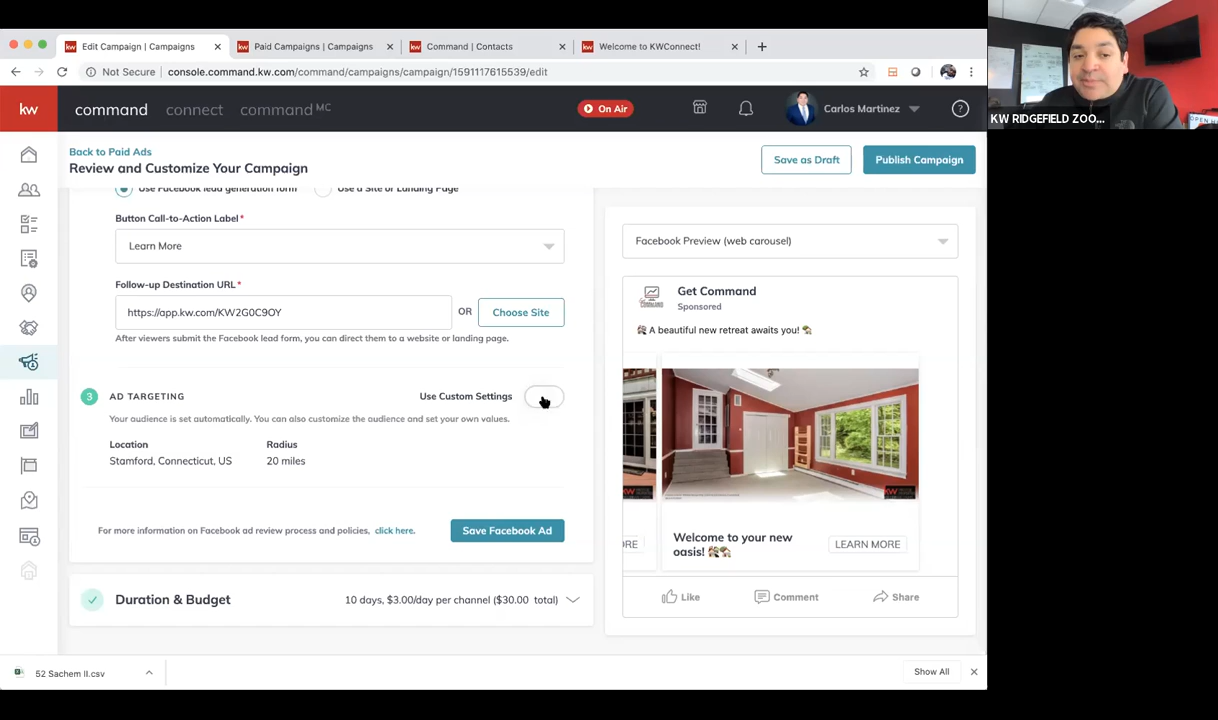 Edit Campaign | Campaigns
Paid Campaigns | Campaigns
Command | Contacts
Welcome to KWConnect!
Not Secure
console.command.kw.com/command/campaigns/campaign/1591117615539/edit
kw
command
connect
command MC
On Air
Carlos Martinez
KW RIDGEFIELD ZOO...
Back to Paid Ads
Review and Customize Your Campaign
Save as Draft
Publish Campaign
Use Facebook lead generation form
Use a Site or Landing Page
Button Call-to-Action Label*
Learn More
Follow-up Destination URL*
https://app.kw.com/KW2G0C9OY
OR
Choose Site
After viewers submit the Facebook lead form, you can direct them to a website or landing page.
3
AD TARGETING
Use Custom Settings
Your audience is set automatically. You can also customize the audience and set your own values.
Location
Radius
Stamford, Connecticut, US
20 miles
For more information on Facebook ad review process and policies, click here.
Save Facebook Ad
Duration & Budget
10 days, $3.00/day per channel ($30.00 total)
Facebook Preview (web carousel)
Get Command
Sponsored
🏡 A beautiful new retreat awaits you! 🏡
ORE
Welcome to your new
oasis! 🏡🏡
LEARN MORE
Like
Comment
Share
52 Sachem II.csv
Show All